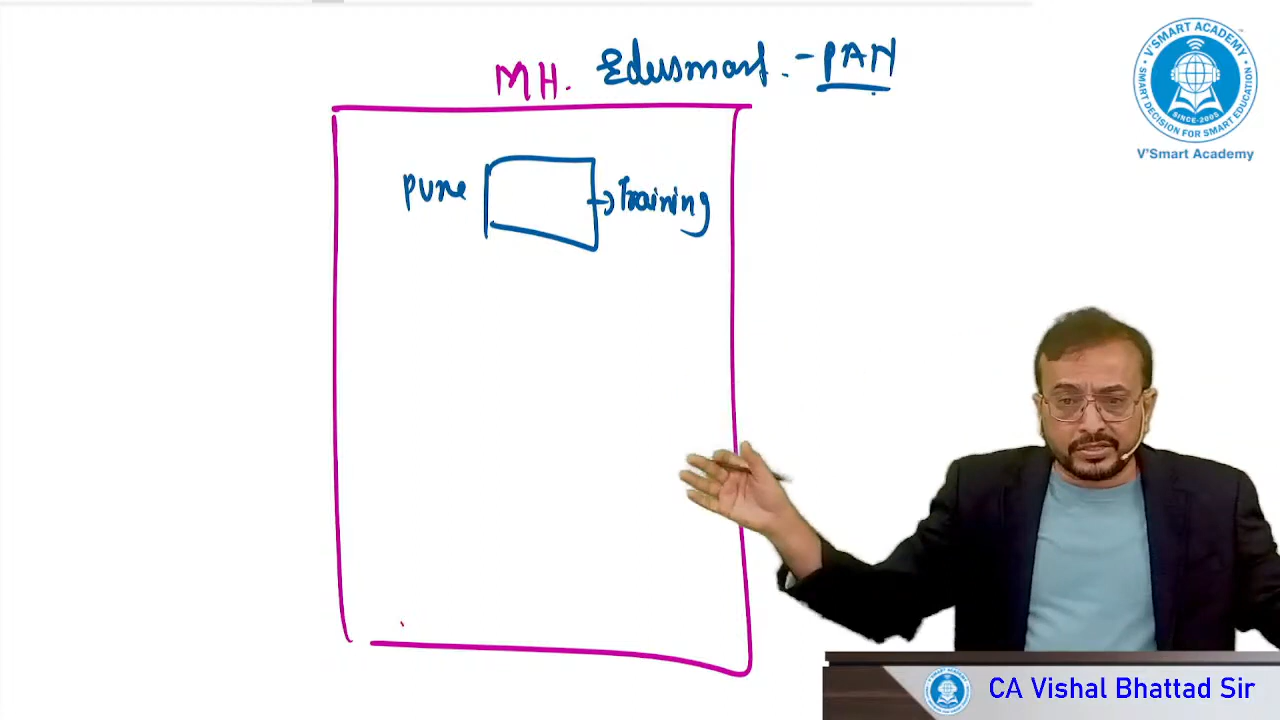 MH. Edusmart. - PAN
Pune
Training
V'SMART ACADEMY
SMART DECISION FOR SMART EDUCATION
SINCE-2005
V'Smart Academy
CA Vishal Bhattad Sir